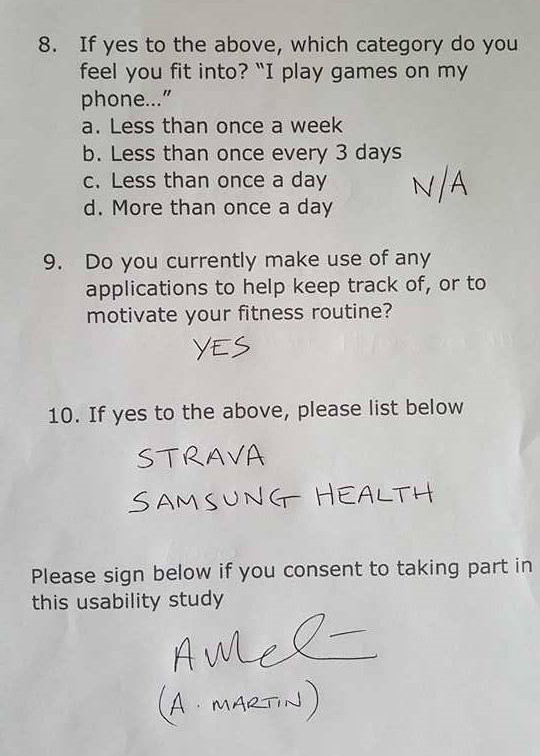 8. If yes to the above, which category do you
feel you fit into? "I play games on my
phone..."
a. Less than once a week
b. Less than once every 3 days
c. Less than once a day
N/A
d. More than once a day
9. Do you currently make use of any
applications to help keep track of, or to
motivate your fitness routine?
YES
10. If yes to the above, please list below
STRAVA
SAMSUNG HEALTH
Please sign below if you consent to taking part in
this usability study
(A. MARTIN)